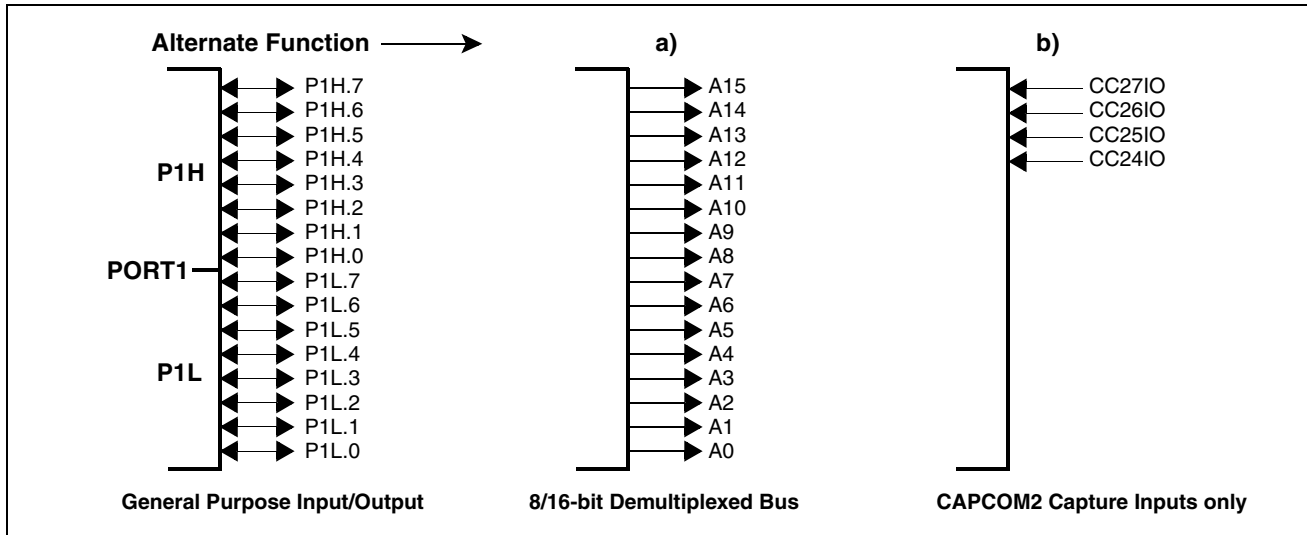 Alternate Function a) b)
P1H.7 A15 CC27IO
P1H.6 A14 CC26IO
P1H.5 A13 CC25IO
P1H.4 A12 CC24IO
P1H
P1H.3 A11
P1H.2 A10
P1H.1 A9
P1H.0 A8
PORT1
P1L.7 A7
P1L.6 A6
P1L.5 A5
P1L.4 A4
P1L
P1L.3 A3
P1L.2 A2
P1L.1 A1
P1L.0 A0
General Purpose Input/Output 8/16-bit Demultiplexed Bus CAPCOM2 Capture Inputs only